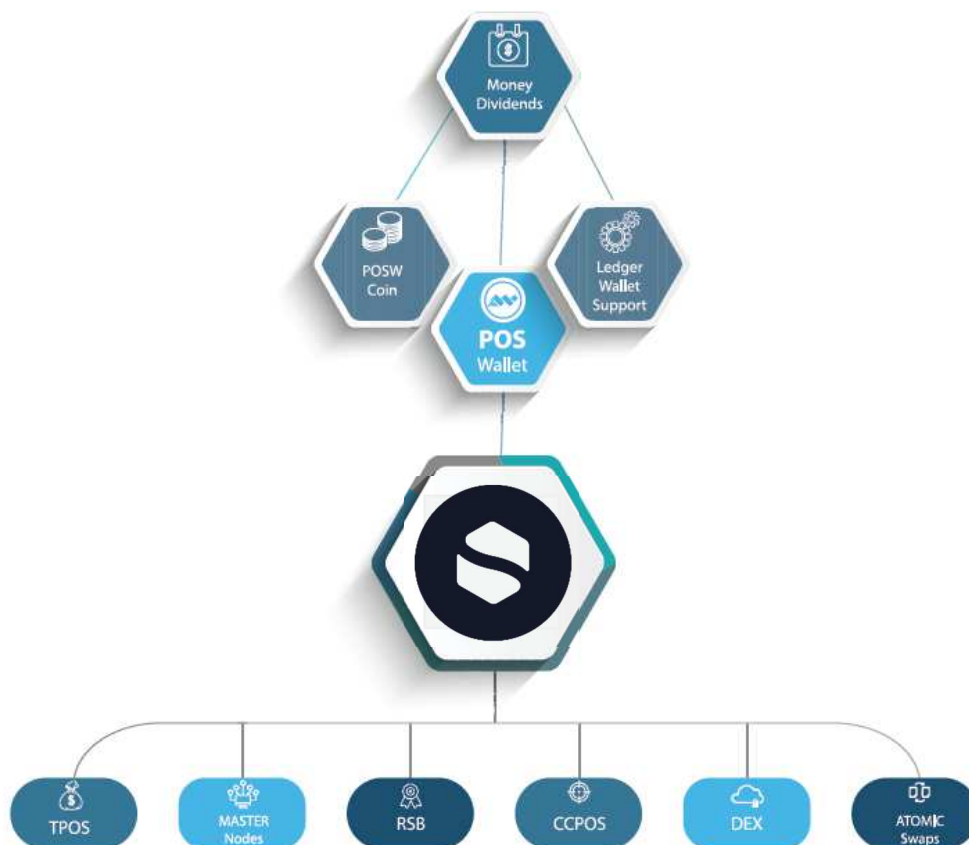 Money
Dividends
POSW
Coin
Ledger
Wallet
Support
POS
Wallet
TPOS
MASTER
Nodes
RSB
CCPOS
DEX
ATOMIC
Swaps